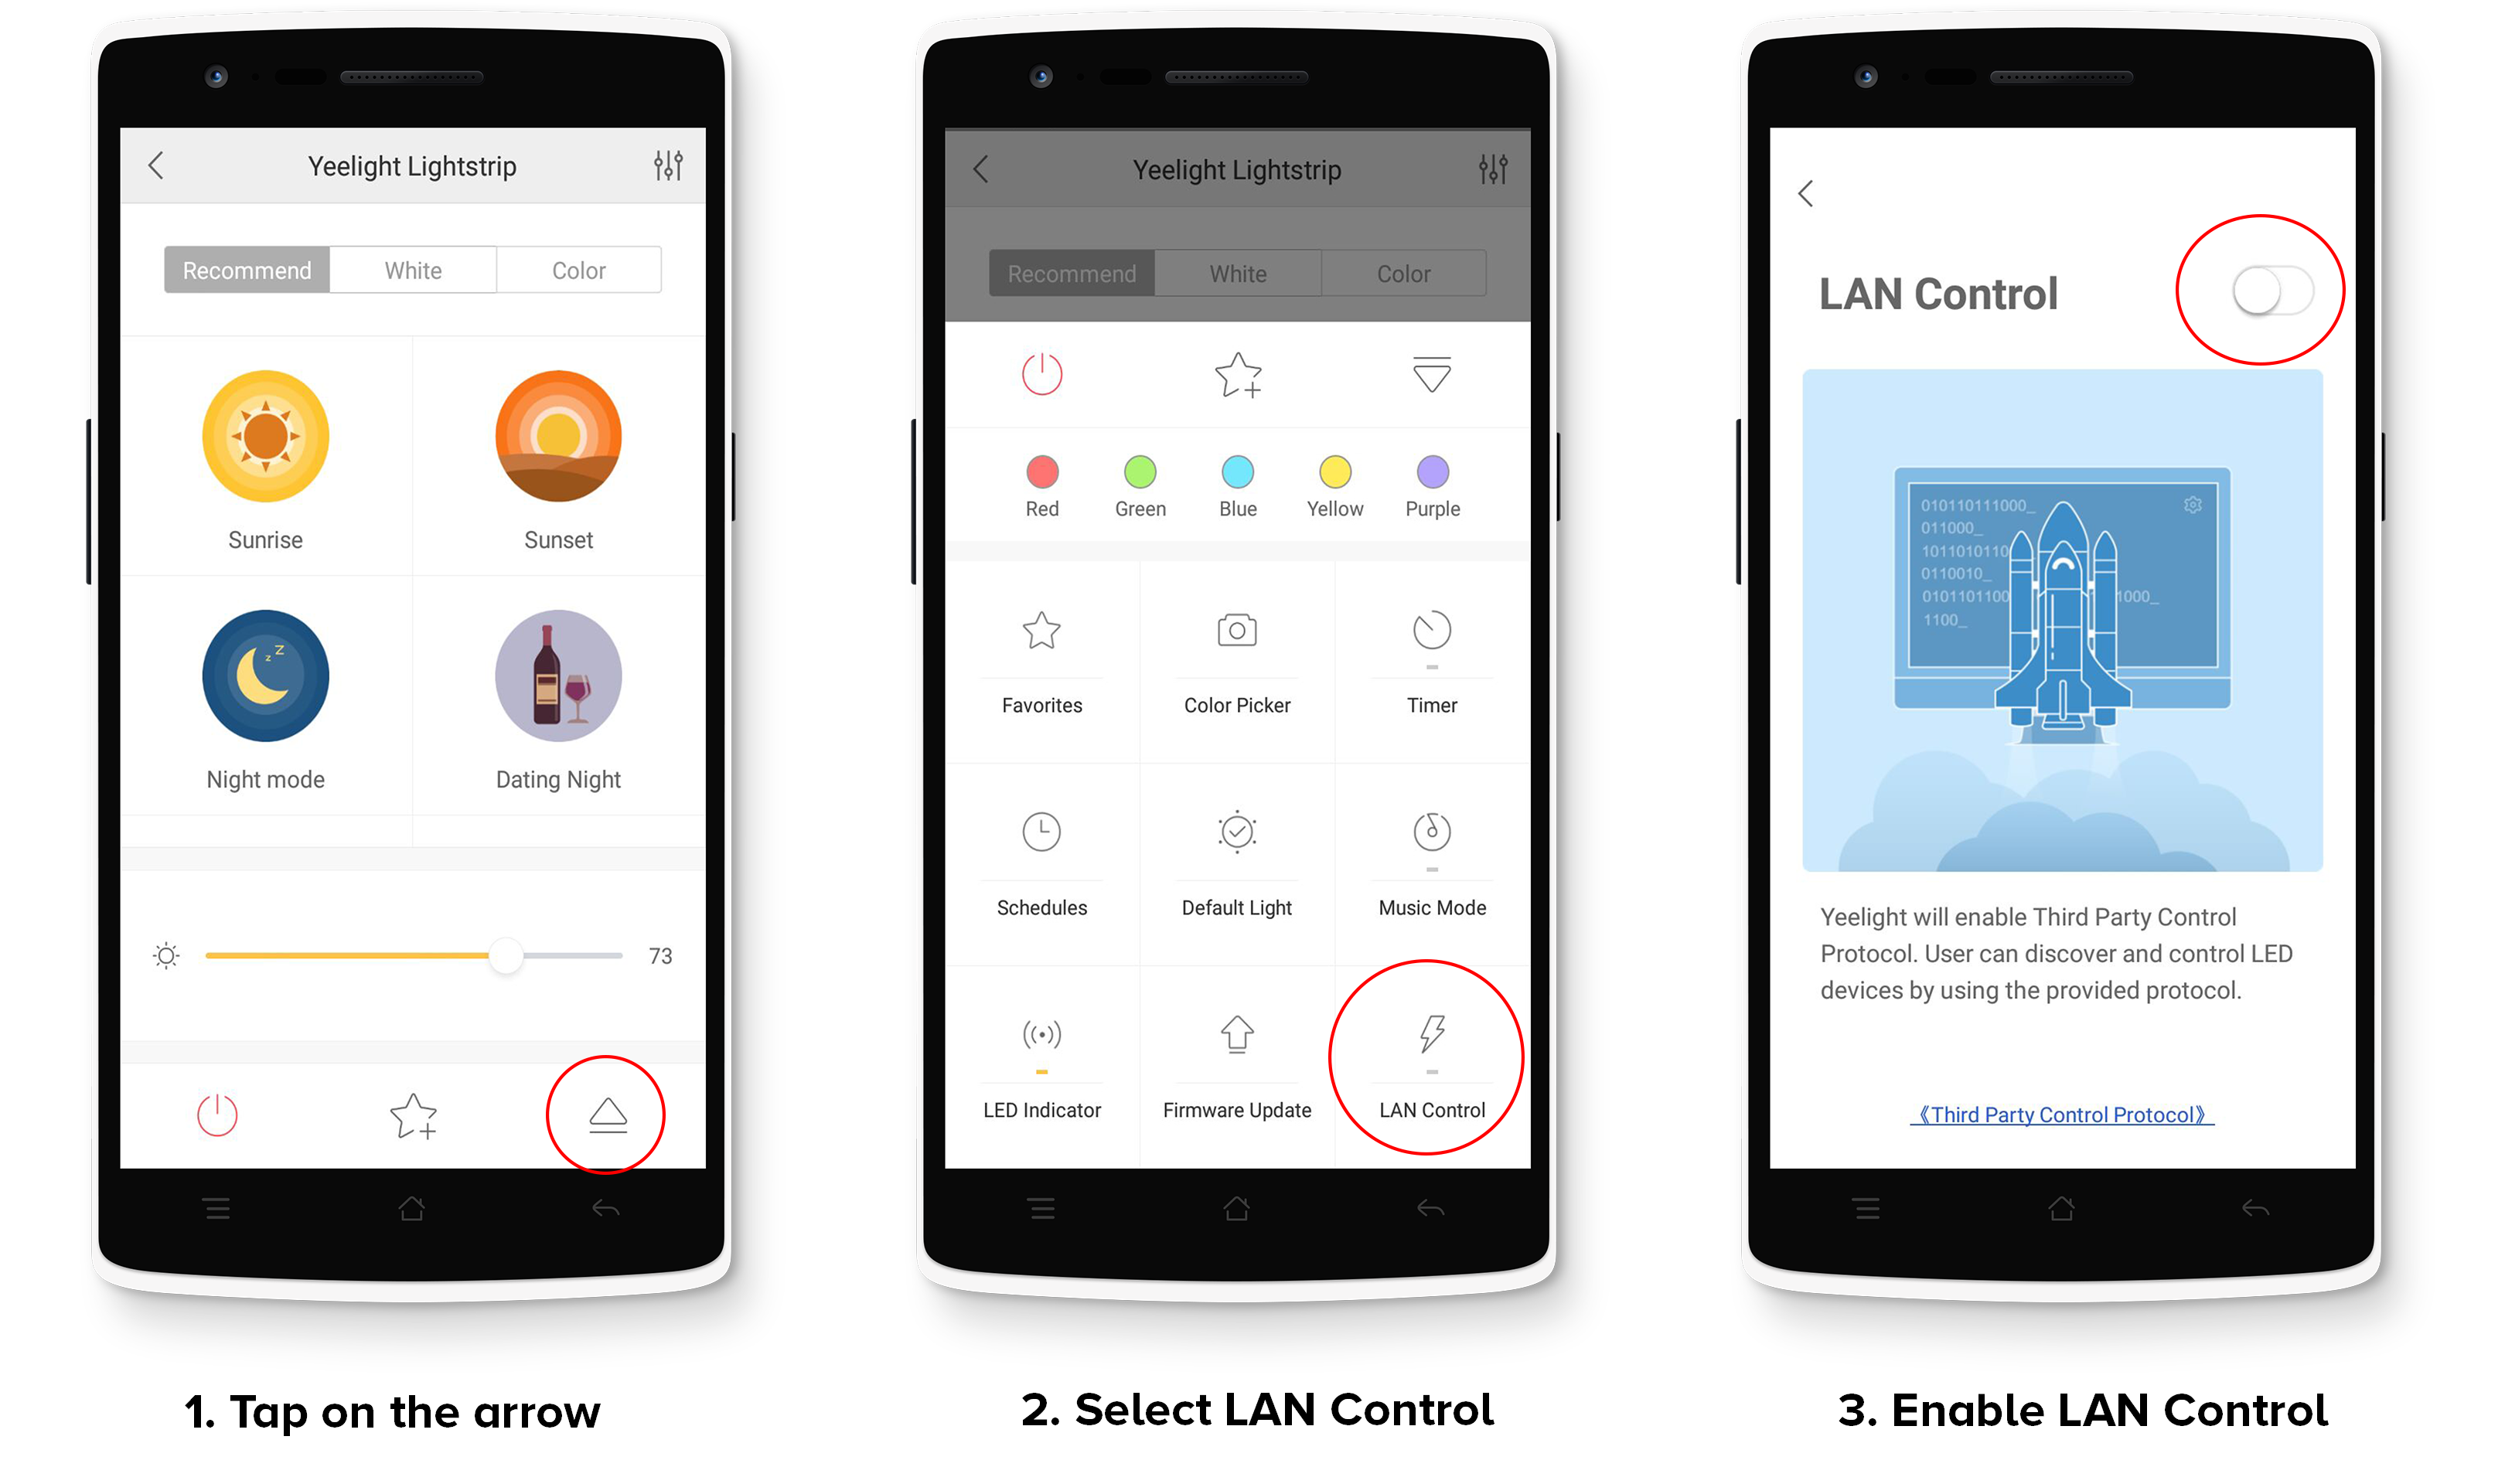 Yeelight Lightstrip
Recommend White Color
Sunrise Sunset
Night mode Dating Night
73
1. Tap on the arrow
Yeelight Lightstrip
Recommend White Color
Red Green Blue Yellow Purple
Favorites Color Picker Timer
Schedules Default Light Music Mode
LED Indicator Firmware Update LAN Control
2. Select LAN Control
LAN Control
010110111000_
011000_
1011010110
0110010_
0101101100 1000_
1100_
Yeelight will enable Third Party Control
Protocol. User can discover and control LED
devices by using the provided protocol.
《Third Party Control Protocol》
3. Enable LAN Control